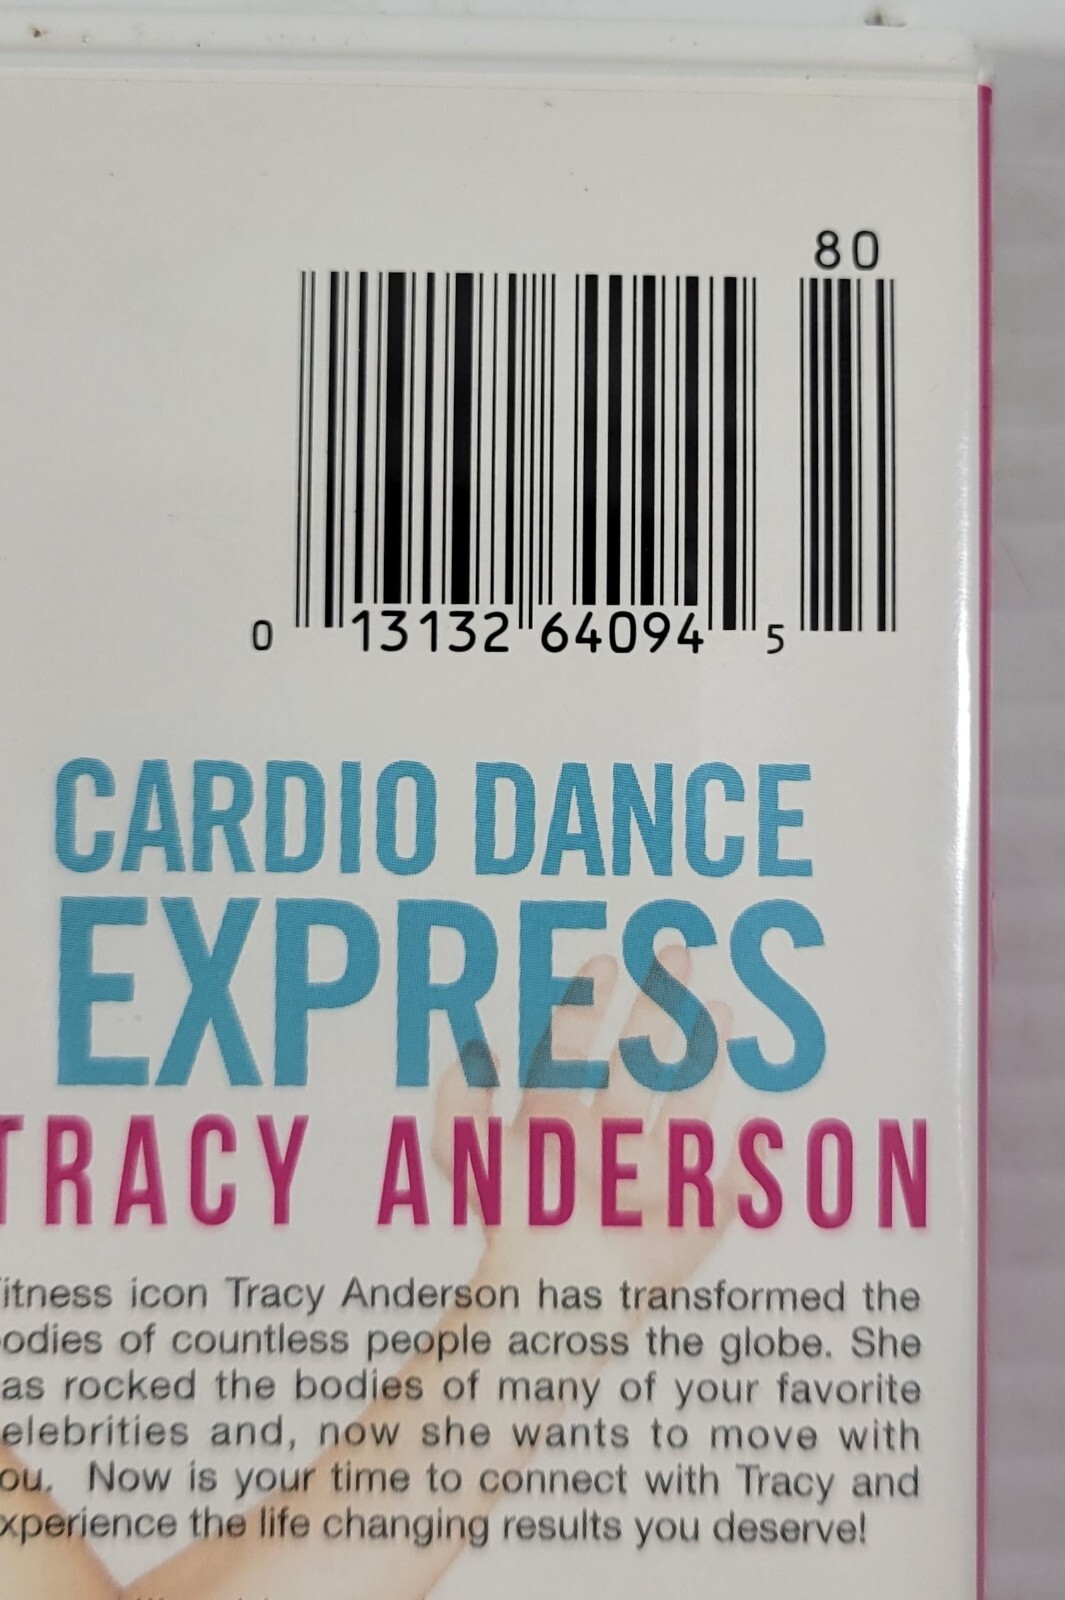 80
0 13132 64094 5
CARDIO DANCE
EXPRESS
TRACY ANDERSON
itness icon Tracy Anderson has transformed the
odies of countless people across the globe. She
as rocked the bodies of many of your favorite
elebrities and, now she wants to move with
ou. Now is your time to connect with Tracy and
xperience the life changing results you deserve!